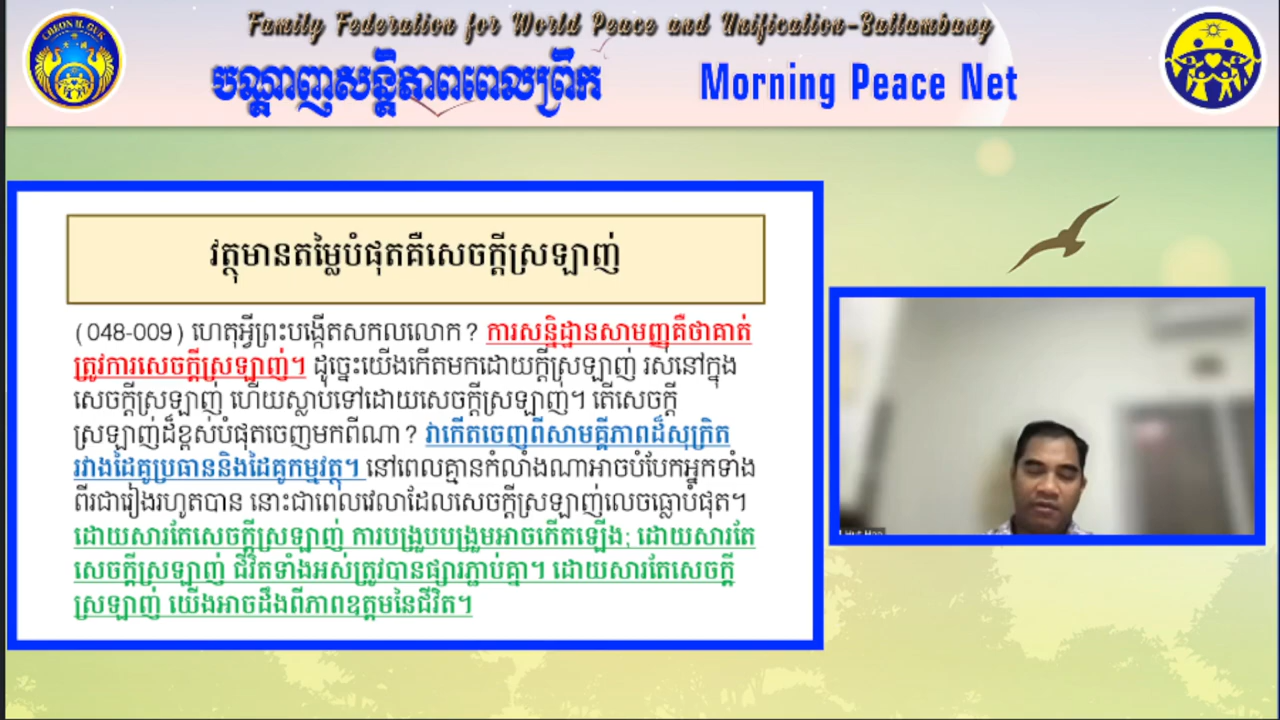 Family Federation for World Peace and Unification-Battambang
បណ្ដាញសន្តិភាពពេលព្រឹក
Morning Peace Net
CHEON IL GUK
វត្ថុមានតម្លៃបំផុតគឺសេចក្ដីស្រឡាញ់
(048-009) ហេតុអ្វីព្រះបង្កើតសកលលោក? ការសន្និដ្ឋានសាមញ្ញគឺថាគាត់
ត្រូវការសេចក្ដីស្រឡាញ់។ ដូច្នេះយើងកើតមកដោយក្ដីស្រឡាញ់ រស់នៅក្នុង
សេចក្ដីស្រឡាញ់ ហើយស្លាប់ទៅដោយសេចក្ដីស្រឡាញ់។ តើសេចក្ដី
ស្រឡាញ់ដ៏ខ្ពស់បំផុតចេញមកពីណា? វាកើតចេញពីសាមគ្គីភាពដ៏សុក្រិត
រវាងដៃគូប្រធាននិងដៃគូកម្មវត្ថុ។ នៅពេលគ្មានកំលាំងណាអាចបំបែកអ្នកទាំង
ពីរជារៀងរហូតបាន នោះជាពេលវេលាដែលសេចក្ដីស្រឡាញ់លេចធ្លោបំផុត។
ដោយសារតែសេចក្ដីស្រឡាញ់ ការបង្រួបបង្រួមអាចកើតឡើង; ដោយសារតែ
សេចក្ដីស្រឡាញ់ ជីវិតទាំងអស់ត្រូវបានផ្សារភ្ជាប់គ្នា។ ដោយសារតែសេចក្ដី
ស្រឡាញ់ យើងអាចដឹងពីភាពឧត្តមនៃជីវិត។